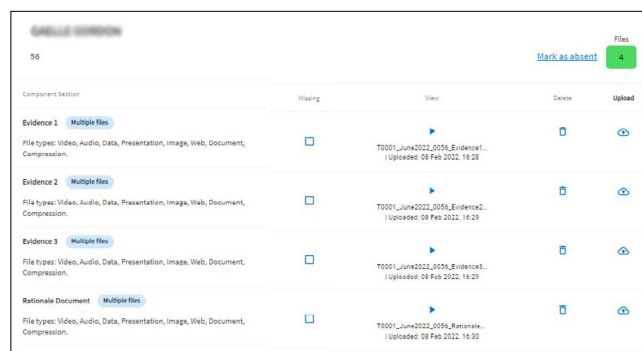 Files
56
Mark as absent
4
Component Section
Missing
View
Delete
Upload
Evidence 1 Multiple files
File types: Video, Audio, Data, Presentation, Image, Web, Document,
Compression.
T0001_June2022_0056_Evidence1...
| Uploaded: 08 Feb 2022, 16:28
Evidence 2 Multiple files
File types: Video, Audio, Data, Presentation, Image, Web, Document,
Compression.
T0001_June2022_0056_Evidence2...
| Uploaded: 08 Feb 2022, 16:29
Evidence 3 Multiple files
File types: Video, Audio, Data, Presentation, Image, Web, Document,
Compression.
T0001_June2022_0056_Evidence3...
| Uploaded: 08 Feb 2022, 16:29
Rationale Document Multiple files
File types: Video, Audio, Data, Presentation, Image, Web, Document,
Compression.
T0001_June2022_0056_Rationale...
| Uploaded: 08 Feb 2022, 16:30